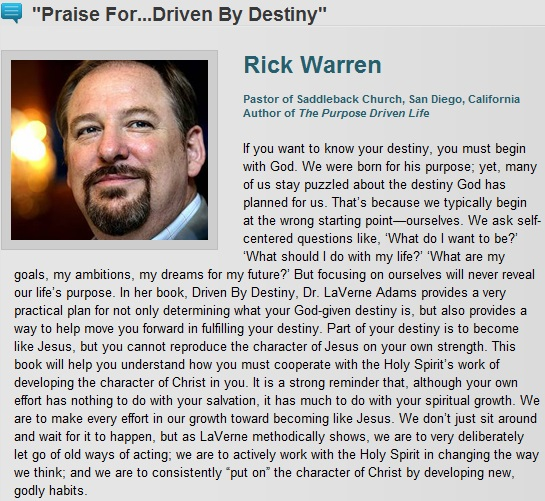 "Praise For...Driven By Destiny"
Rick Warren
Pastor of Saddleback Church, San Diego, California
Author of The Purpose Driven Life
If you want to know your destiny, you must begin
with God. We were born for his purpose; yet, many
of us stay puzzled about the destiny God has
planned for us. That's because we typically begin
at the wrong starting point—ourselves. We ask self-
centered questions like, ‘What do I want to be?’
‘What should I do with my life?’ ‘What are my
goals, my ambitions, my dreams for my future?’ But focusing on ourselves will never reveal
our life's purpose. In her book, Driven By Destiny, Dr. LaVerne Adams provides a very
practical plan for not only determining what your God-given destiny is, but also provides a
way to help move you forward in fulfilling your destiny. Part of your destiny is to become
like Jesus, but you cannot reproduce the character of Jesus on your own strength. This
book will help you understand how you must cooperate with the Holy Spirit's work of
developing the character of Christ in you. It is a strong reminder that, although your own
effort has nothing to do with your salvation, it has much to do with your spiritual growth. We
are to make every effort in our growth toward becoming like Jesus. We don't just sit around
and wait for it to happen, but as LaVerne methodically shows, we are to very deliberately
let go of old ways of acting; we are to actively work with the Holy Spirit in changing the way
we think; and we are to consistently “put on” the character of Christ by developing new,
godly habits.